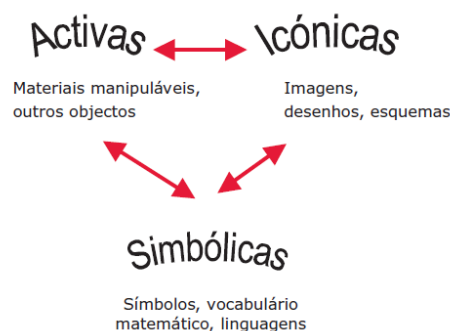 Activas
Icónicas
Materiais manipuláveis,
outros objectos
Imagens,
desenhos, esquemas
Simbólicas
Símbolos, vocabulário
matemático, linguagens